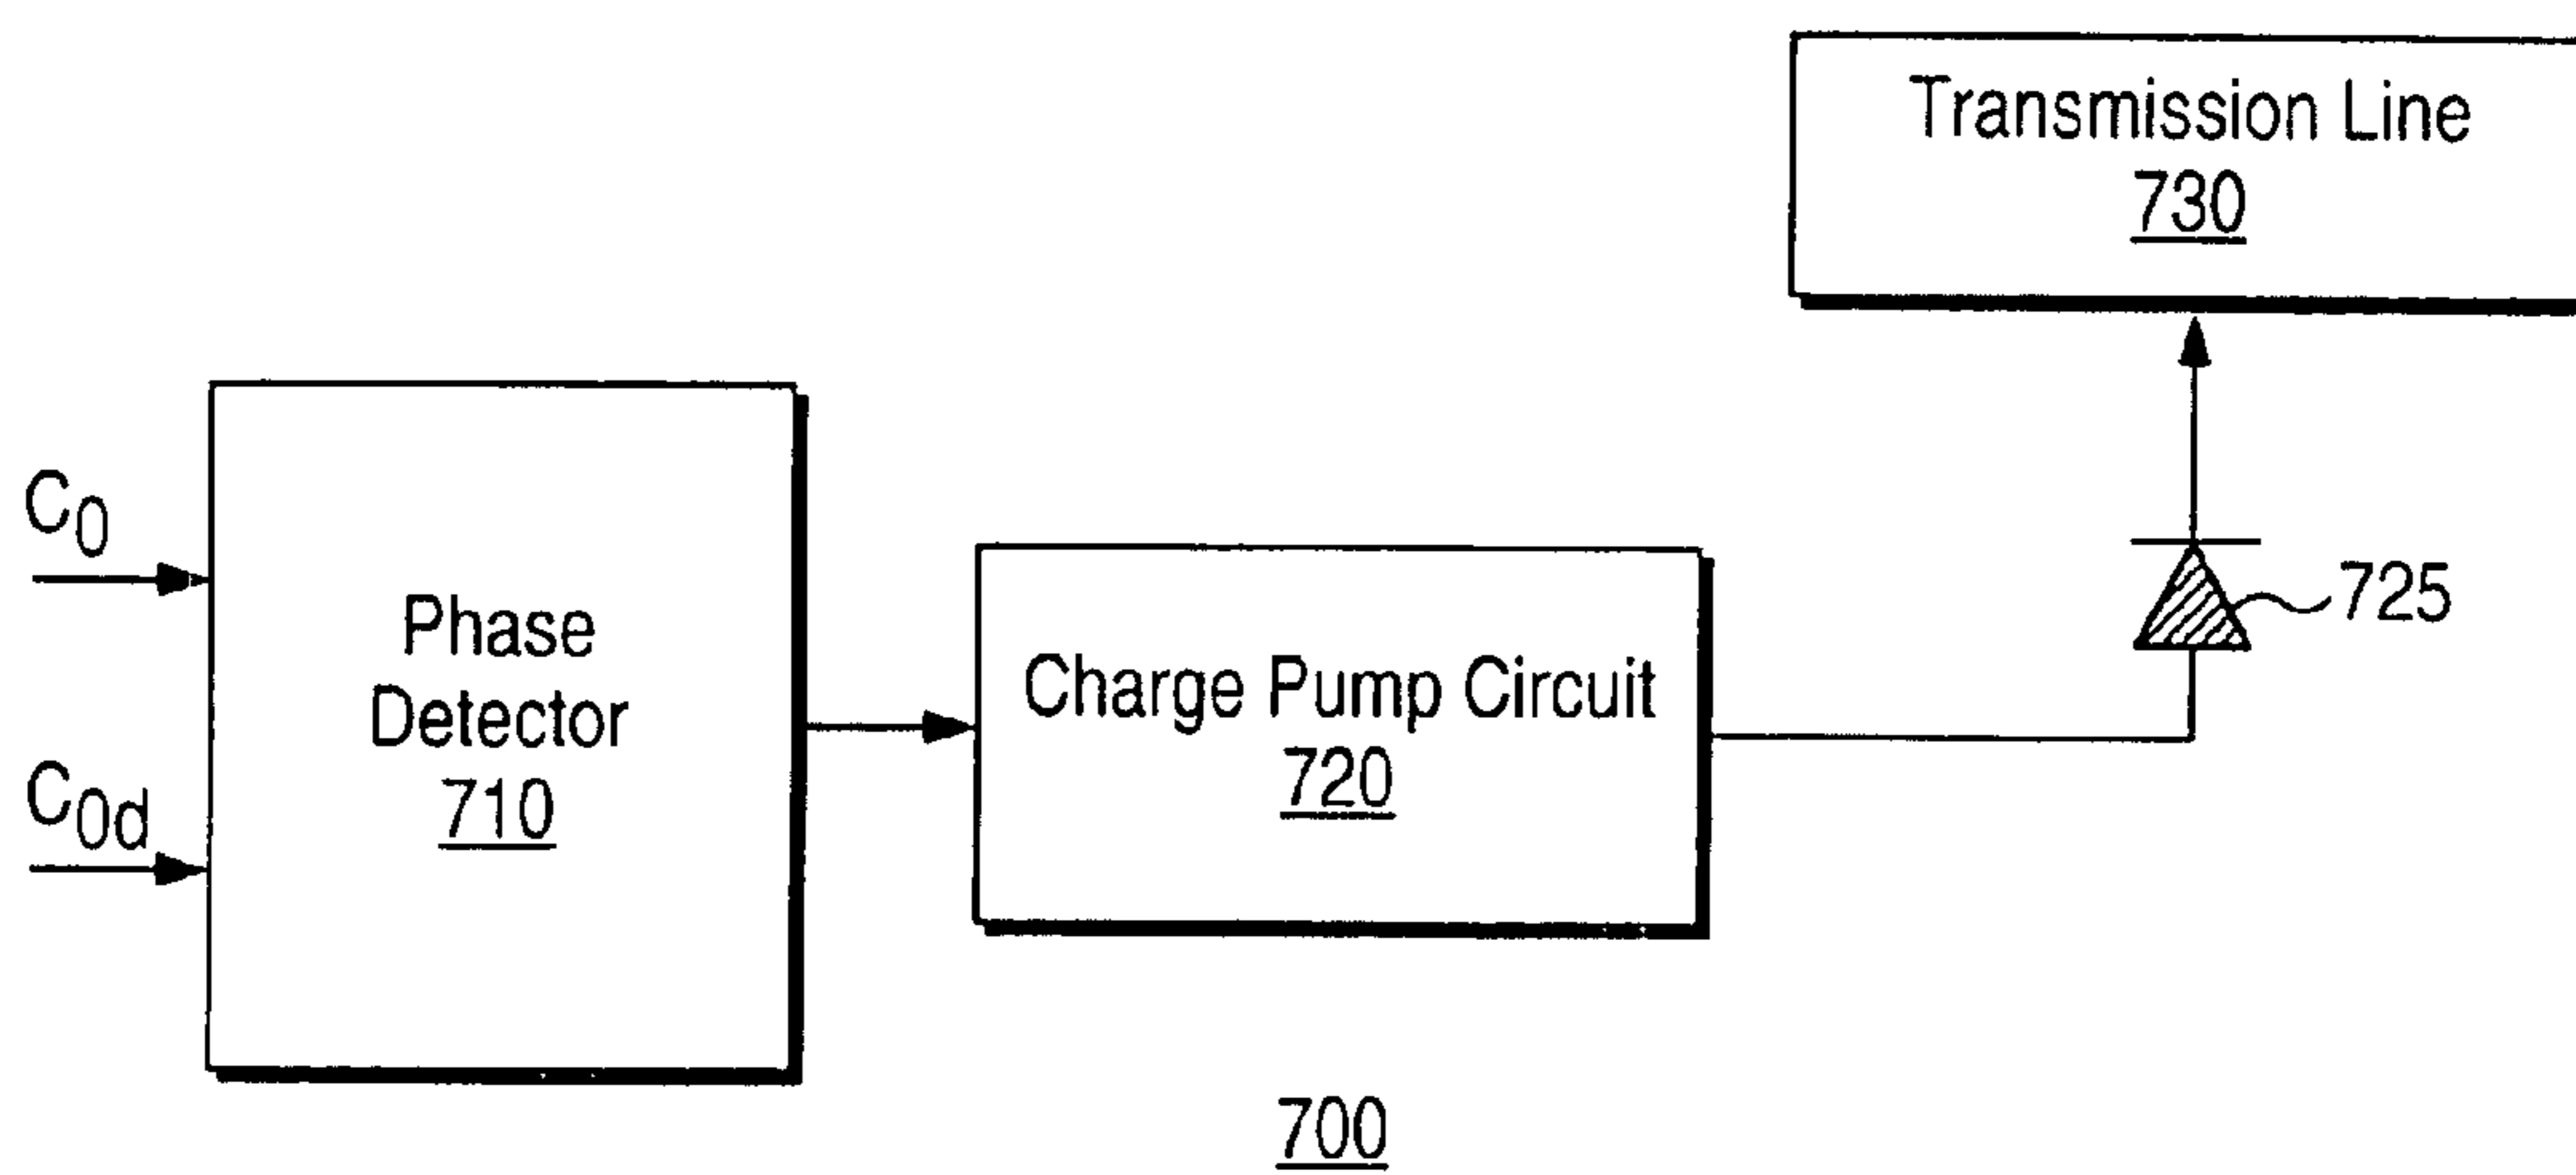 Transmission Line
730
C0
Phase
Detector
710
C0d
Charge Pump Circuit
720
725
700